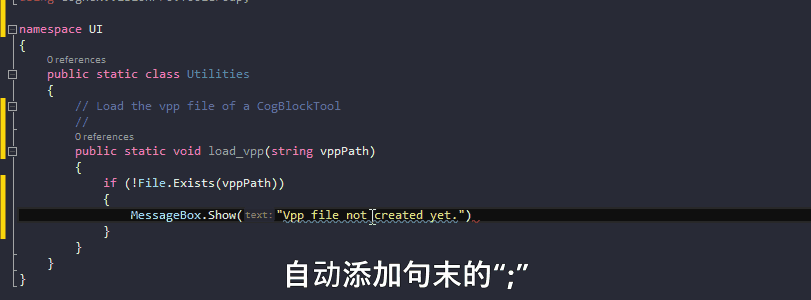 namespace UI
{
0 references
public static class Utilities
{
// Load the vpp file of a CogBlockTool
//
0 references
public static void load_vpp(string vppPath)
{
if (!File.Exists(vppPath))
{
MessageBox.Show(text: "Vpp file not created yet.")
}
}
}
}
自动添加句末的“;”